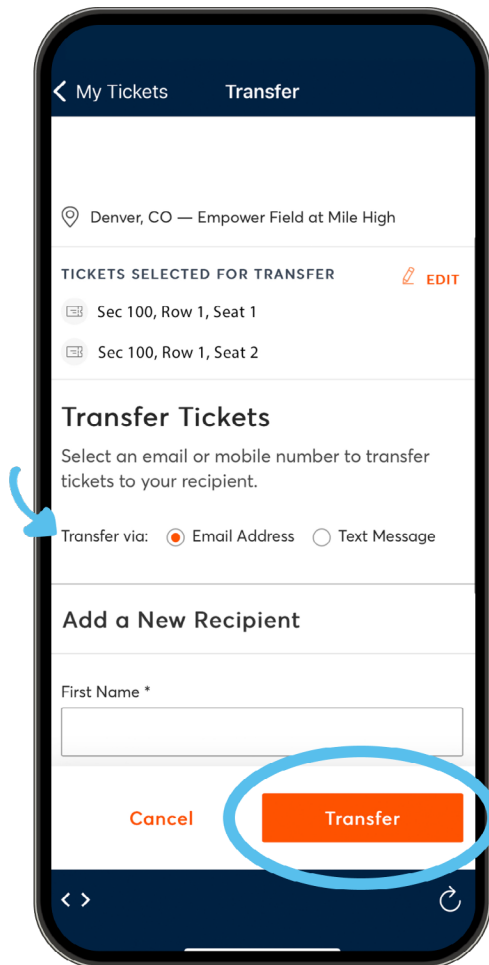 My Tickets Transfer
Denver, CO — Empower Field at Mile High
TICKETS SELECTED FOR TRANSFER EDIT
Sec 100, Row 1, Seat 1
Sec 100, Row 1, Seat 2
Transfer Tickets
Select an email or mobile number to transfer
tickets to your recipient.
Transfer via: Email Address Text Message
Add a New Recipient
First Name *
Cancel Transfer